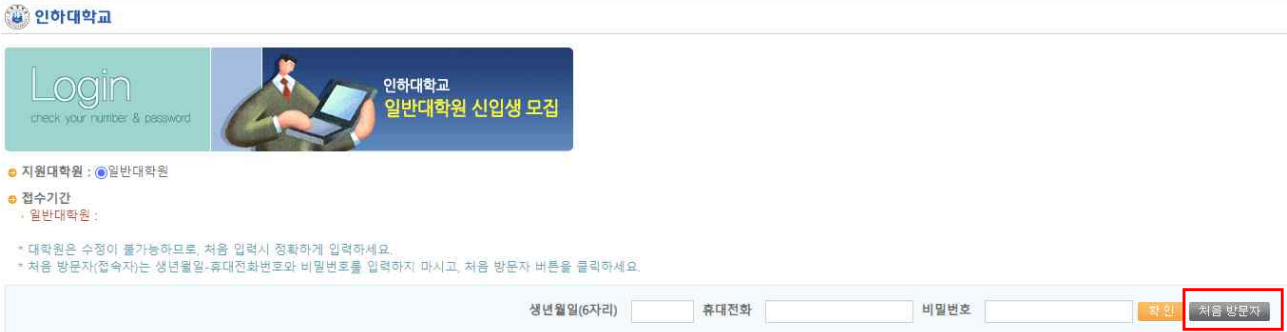 인하대학교
Login
check your number & password
인하대학교
일반대학원 신입생 모집
지원대학원 : 일반대학원
접수기간
일반대학원 :
* 대학원은 수정이 불가능하므로, 처음 입력시 정확하게 입력하세요.
* 처음 방문자(접속자)는 생년월일-휴대전화번호와 비밀번호를 입력하지 마시고, 처음 방문자 버튼을 클릭하세요.
생년월일(6자리) 휴대전화 비밀번호 확인 처음 방문자